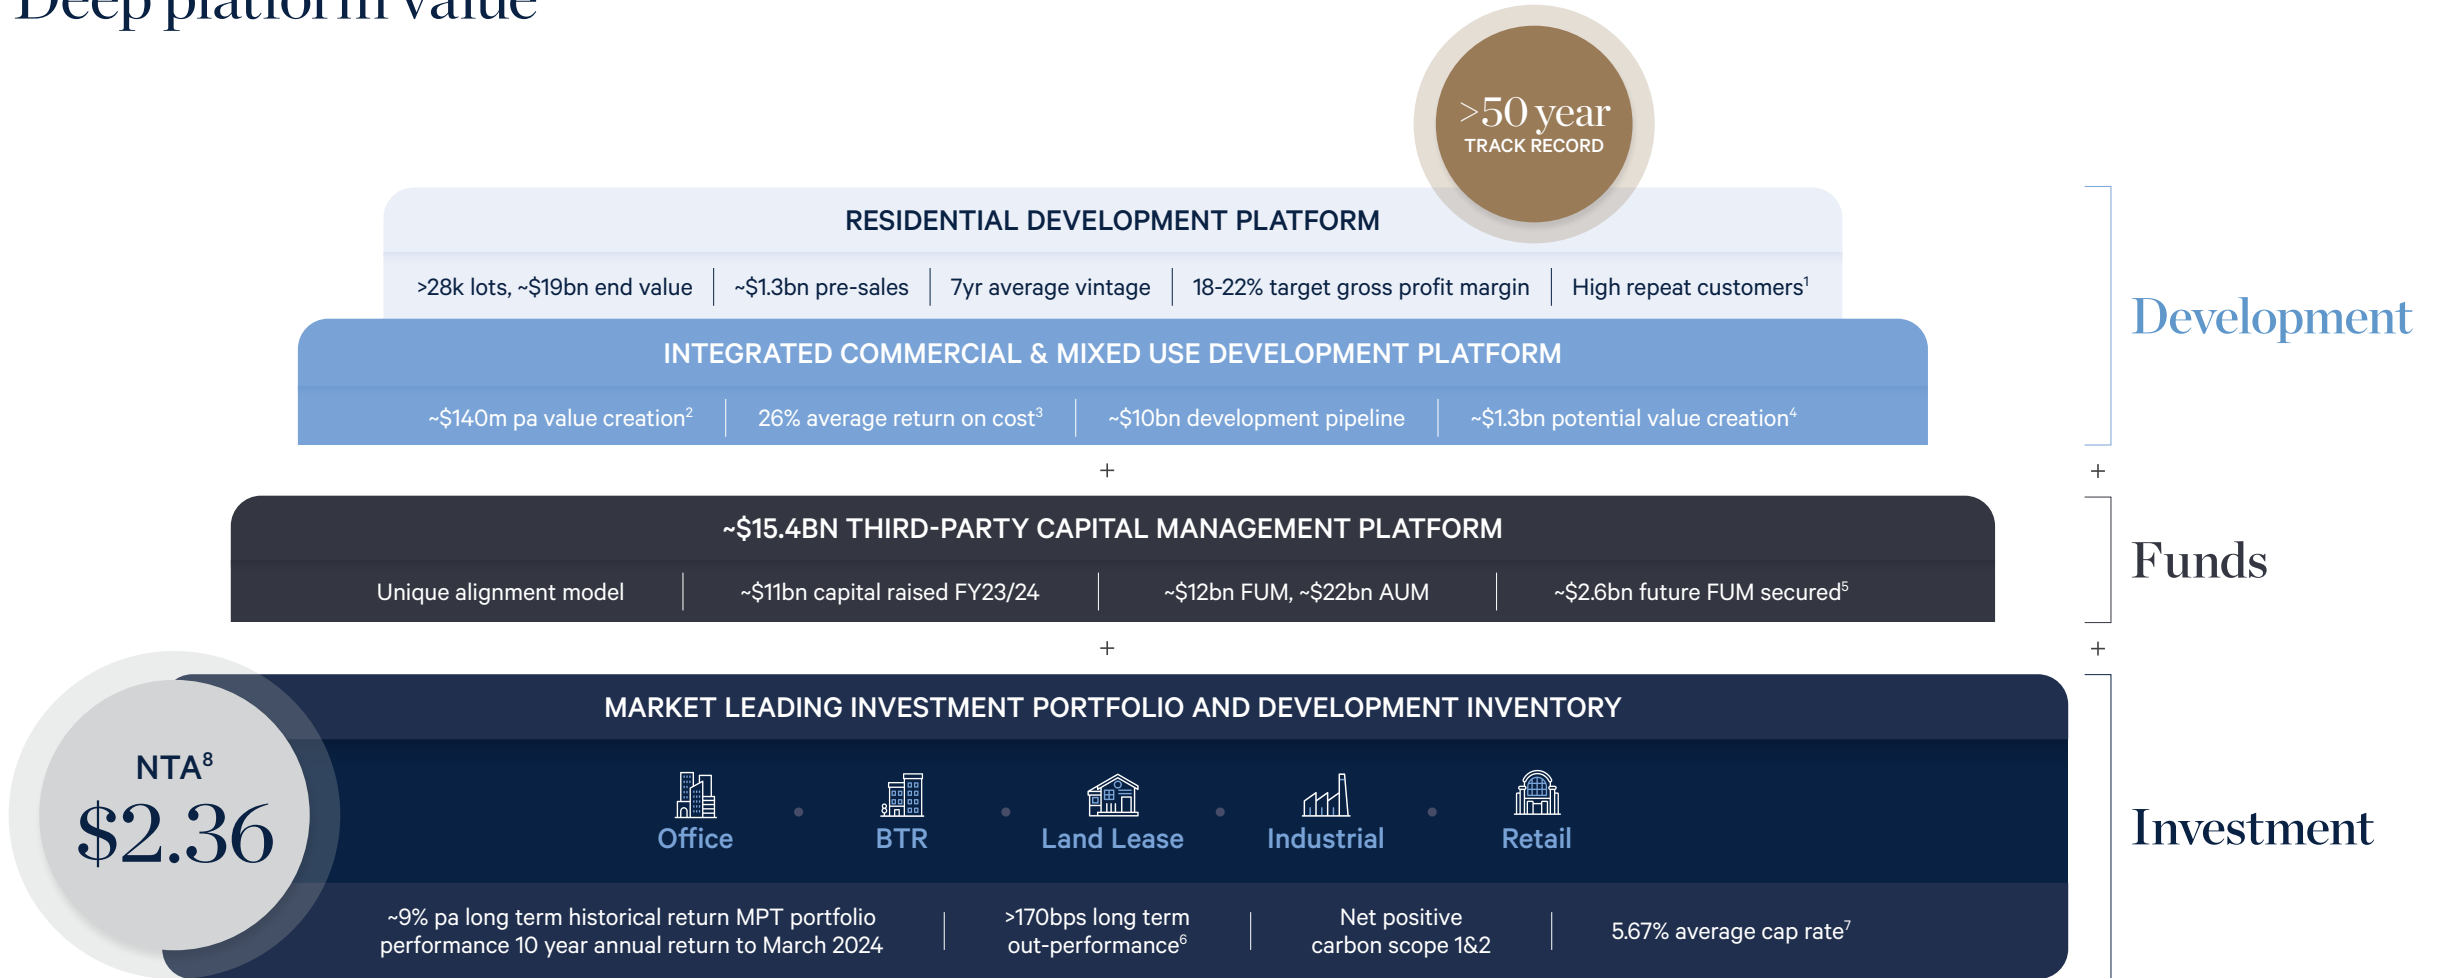 Deep platform value
>50 year
TRACK RECORD
RESIDENTIAL DEVELOPMENT PLATFORM
>28k lots, ~$19bn end value
~$1.3bn pre-sales
7yr average vintage
18-22% target gross profit margin
High repeat customers¹
INTEGRATED COMMERCIAL & MIXED USE DEVELOPMENT PLATFORM
~$140m pa value creation²
26% average return on cost³
~$10bn development pipeline
~$1.3bn potential value creation⁴
Development
+
+
~$15.4BN THIRD-PARTY CAPITAL MANAGEMENT PLATFORM
Unique alignment model
~$11bn capital raised FY23/24
~$12bn FUM, ~$22bn AUM
~$2.6bn future FUM secured⁵
Funds
+
+
MARKET LEADING INVESTMENT PORTFOLIO AND DEVELOPMENT INVENTORY
NTA⁸
$2.36
Office
BTR
Land Lease
Industrial
Retail
Investment
~9% pa long term historical return MPT portfolio
performance 10 year annual return to March 2024
>170bps long term
out-performance⁶
Net positive
carbon scope 1&2
5.67% average cap rate⁷